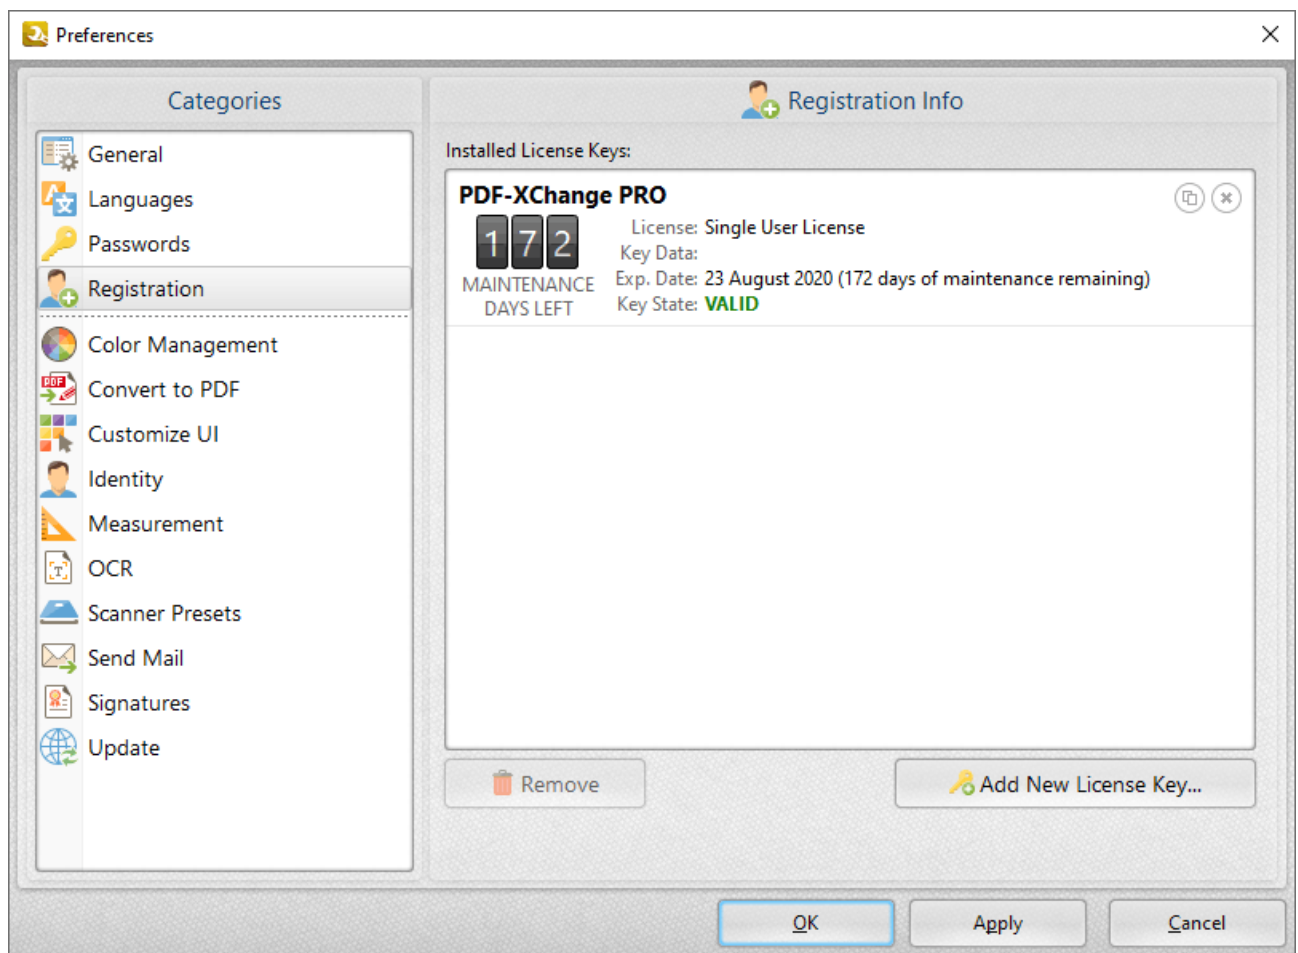 Preferences
Categories
General
Languages
Passwords
Registration
Color Management
Convert to PDF
Customize UI
Identity
Measurement
OCR
Scanner Presets
Send Mail
Signatures
Update
Registration Info
Installed License Keys:
PDF-XChange PRO
172
MAINTENANCE
DAYS LEFT
License: Single User License
Key Data:
Exp. Date: 23 August 2020 (172 days of maintenance remaining)
Key State: VALID
Remove
Add New License Key...
OK
Apply
Cancel